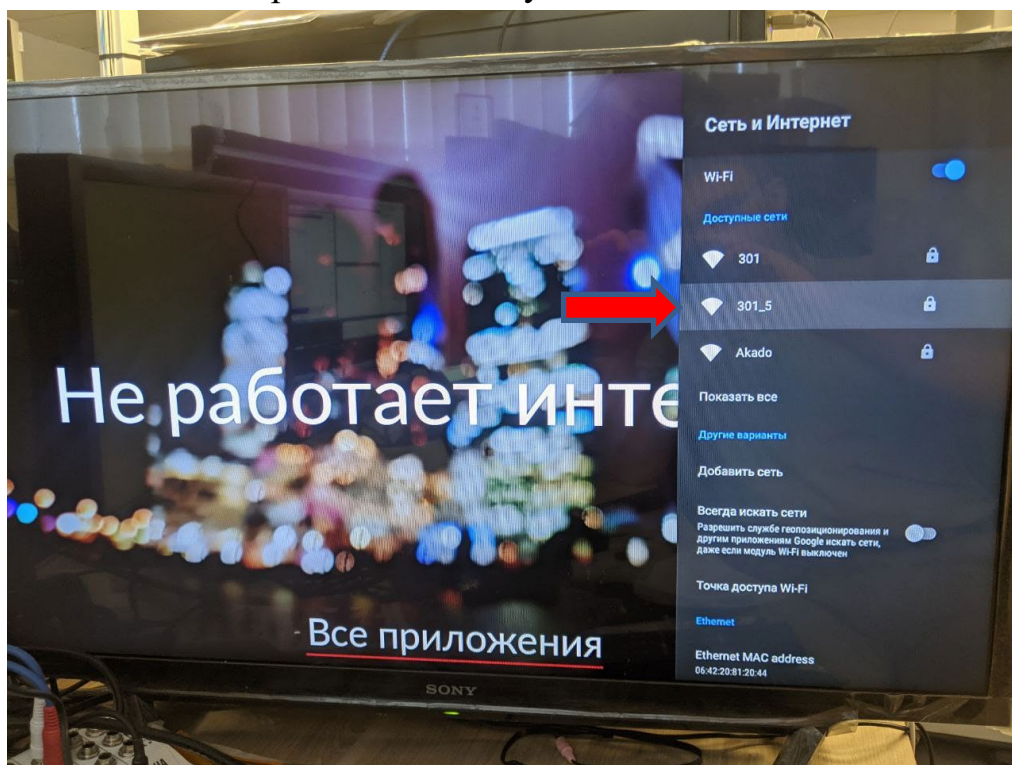 Сеть и Интернет
Wi-Fi
Доступные сети
301
301_5
Akado
Не работает инте
Показать все
Другие варианты
Добавить сеть
Всегда искать сети
Разрешить службе геопозиционирования и
другим приложениям Google искать сети,
даже если модуль Wi-Fi выключен
Точка доступа Wi-Fi
Ethernet
Все приложения
Ethernet MAC address
06:42:20:81:20:44
SONY